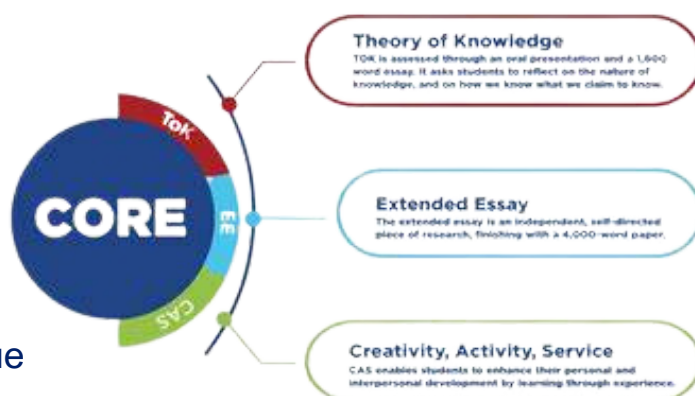 Theory of Knowledge
TOK is assessed through an oral presentation and a 1,600
word essay. It asks students to reflect on the nature of
knowledge, and on how we know what we claim to know.
ToK
CORE
EE
CAS
Extended Essay
The extended essay is an independent, self-directed
piece of research, finishing with a 4,000-word paper.
Creativity, Activity, Service
CAS enables students to enhance their personal and
interpersonal development by learning through experience.
ue